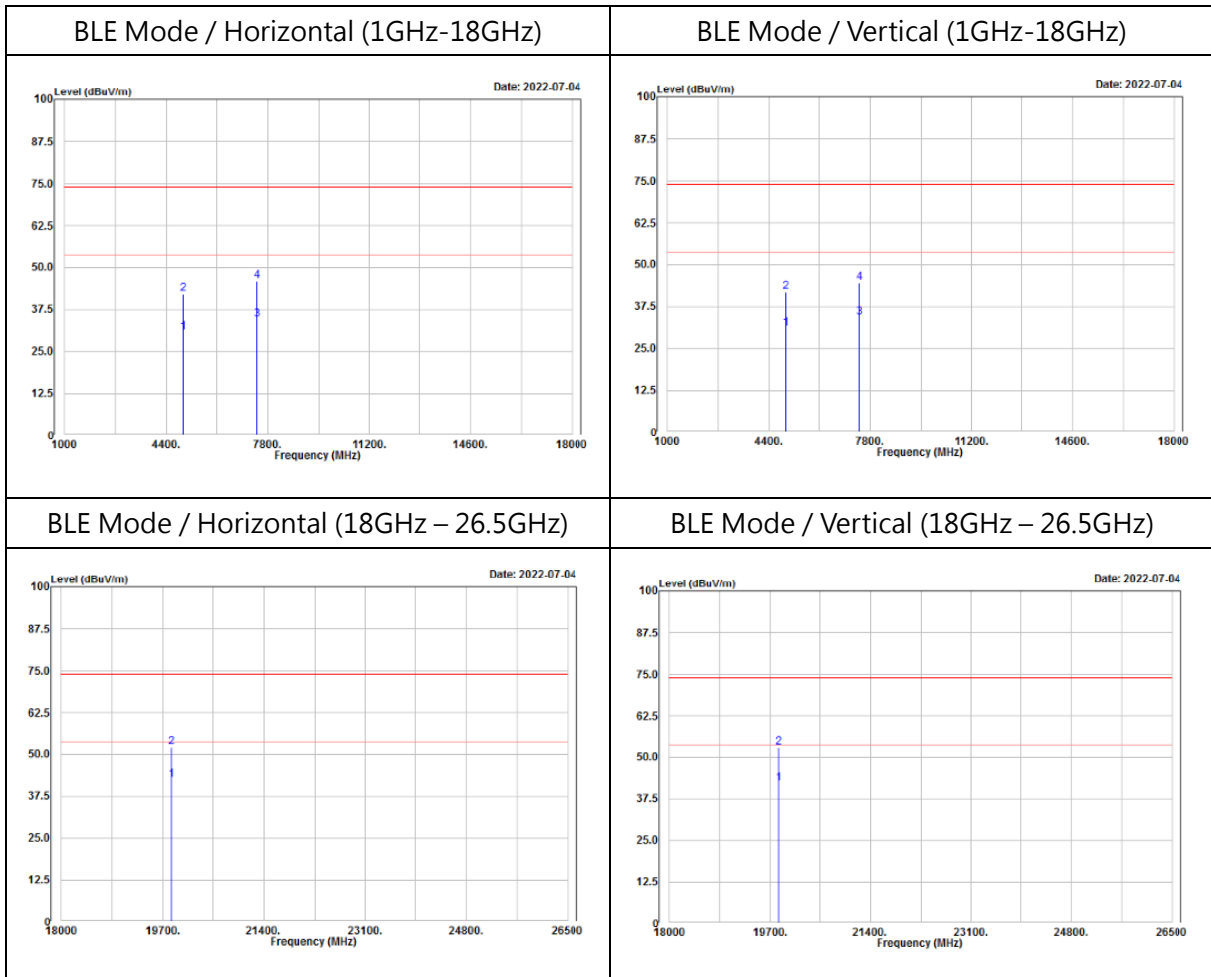 BLE Mode / Horizontal (1GHz-18GHz)
BLE Mode / Vertical (1GHz-18GHz)
Level (dBuV/m)
Date: 2022-07-04
100
87.5
75.0
62.5
50.0
37.5
25.0
12.5
0
2
1
4
3
1000 4400. 7800. 11200. 14600. 18000
Frequency (MHz)
Level (dBuV/m)
Date: 2022-07-04
100
87.5
75.0
62.5
50.0
37.5
25.0
12.5
0
2
1
4
3
1000 4400. 7800. 11200. 14600. 18000
Frequency (MHz)
BLE Mode / Horizontal (18GHz – 26.5GHz)
BLE Mode / Vertical (18GHz – 26.5GHz)
Level (dBuV/m)
Date: 2022-07-04
100
87.5
75.0
62.5
50.0
37.5
25.0
12.5
0
2
1
18000 19700. 21400. 23100. 24800. 26500
Frequency (MHz)
Level (dBuV/m)
Date: 2022-07-04
100
87.5
75.0
62.5
50.0
37.5
25.0
12.5
0
2
1
18000 19700. 21400. 23100. 24800. 26500
Frequency (MHz)